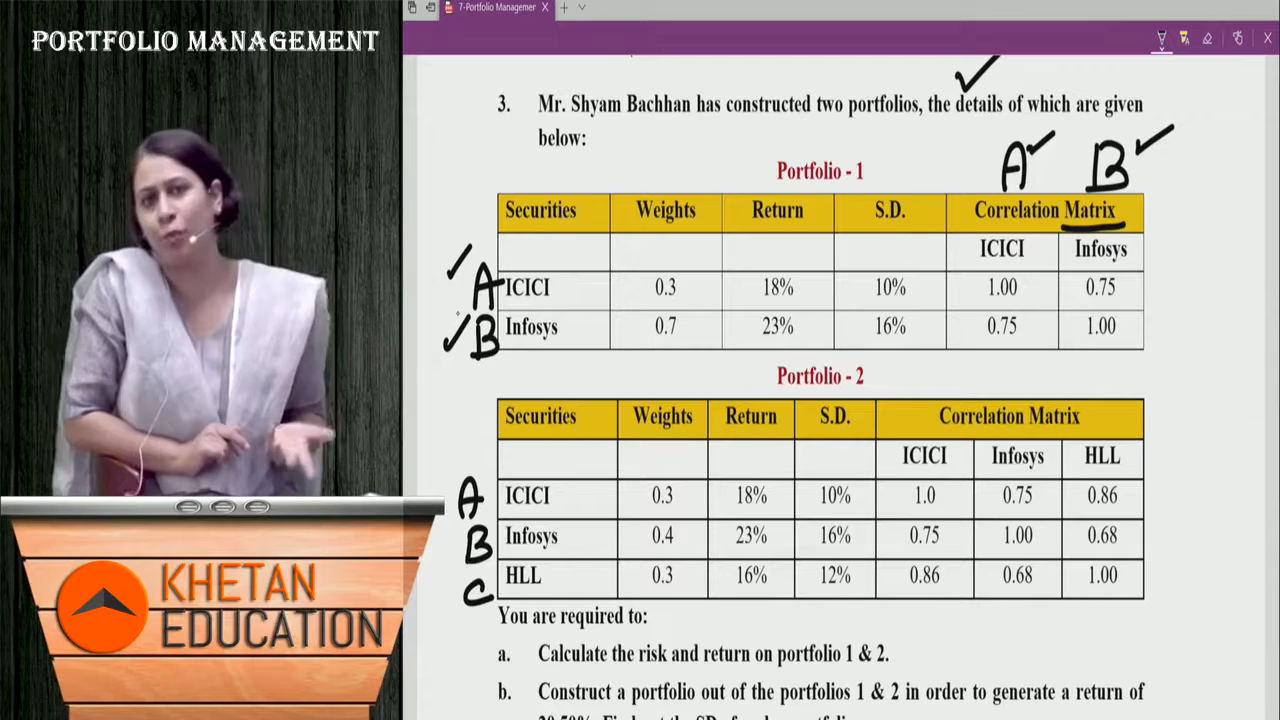 PORTFOLIO MANAGEMENT
7-Portfolio Managemer
3. Mr. Shyam Bachhan has constructed two portfolios, the details of which are given
below:
A B
Portfolio - 1
Securities Weights Return S.D. Correlation Matrix
ICICI Infosys
A ICICI 0.3 18% 10% 1.00 0.75
B Infosys 0.7 23% 16% 0.75 1.00
Portfolio - 2
Securities Weights Return S.D. Correlation Matrix
ICICI Infosys HLL
A ICICI 0.3 18% 10% 1.0 0.75 0.86
B Infosys 0.4 23% 16% 0.75 1.00 0.68
C HLL 0.3 16% 12% 0.86 0.68 1.00
You are required to:
a. Calculate the risk and return on portfolio 1 & 2.
b. Construct a portfolio out of the portfolios 1 & 2 in order to generate a return of
KHETAN
EDUCATION